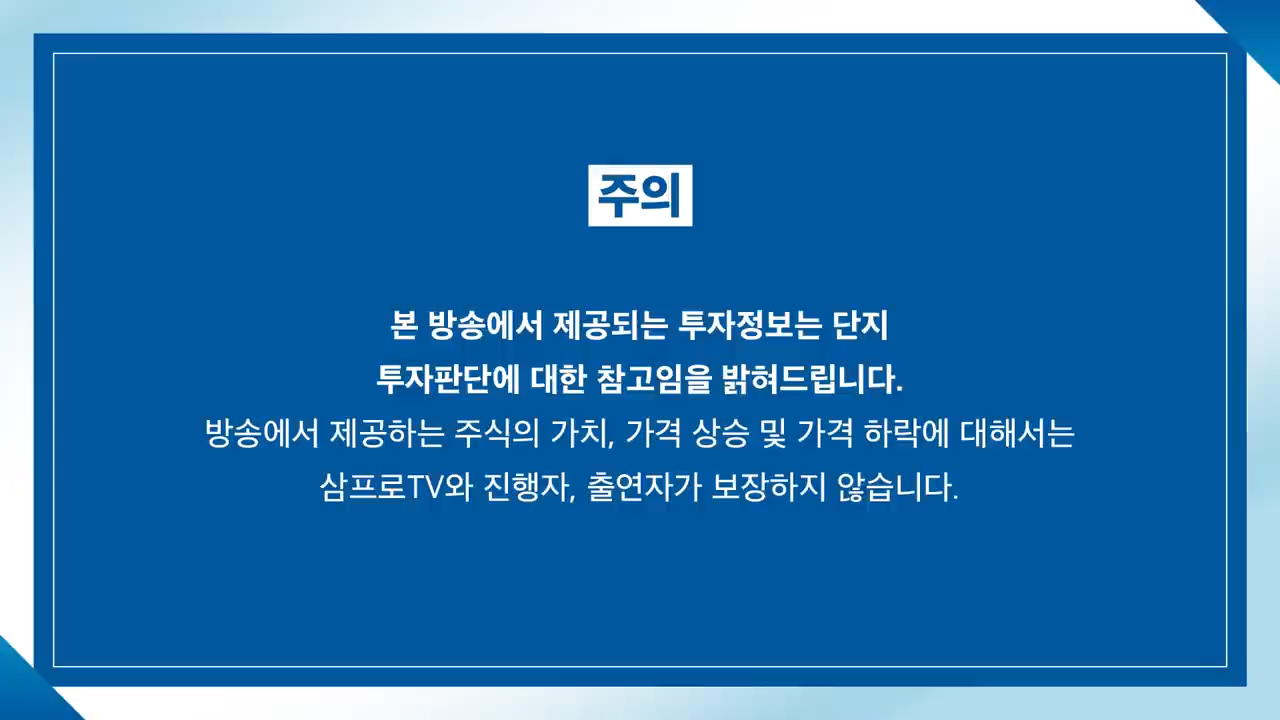 주의
본 방송에서 제공되는 투자정보는 단지
투자판단에 대한 참고임을 밝혀드립니다.
방송에서 제공하는 주식의 가치, 가격 상승 및 가격 하락에 대해서는
삼프로TV와 진행자, 출연자가 보장하지 않습니다.